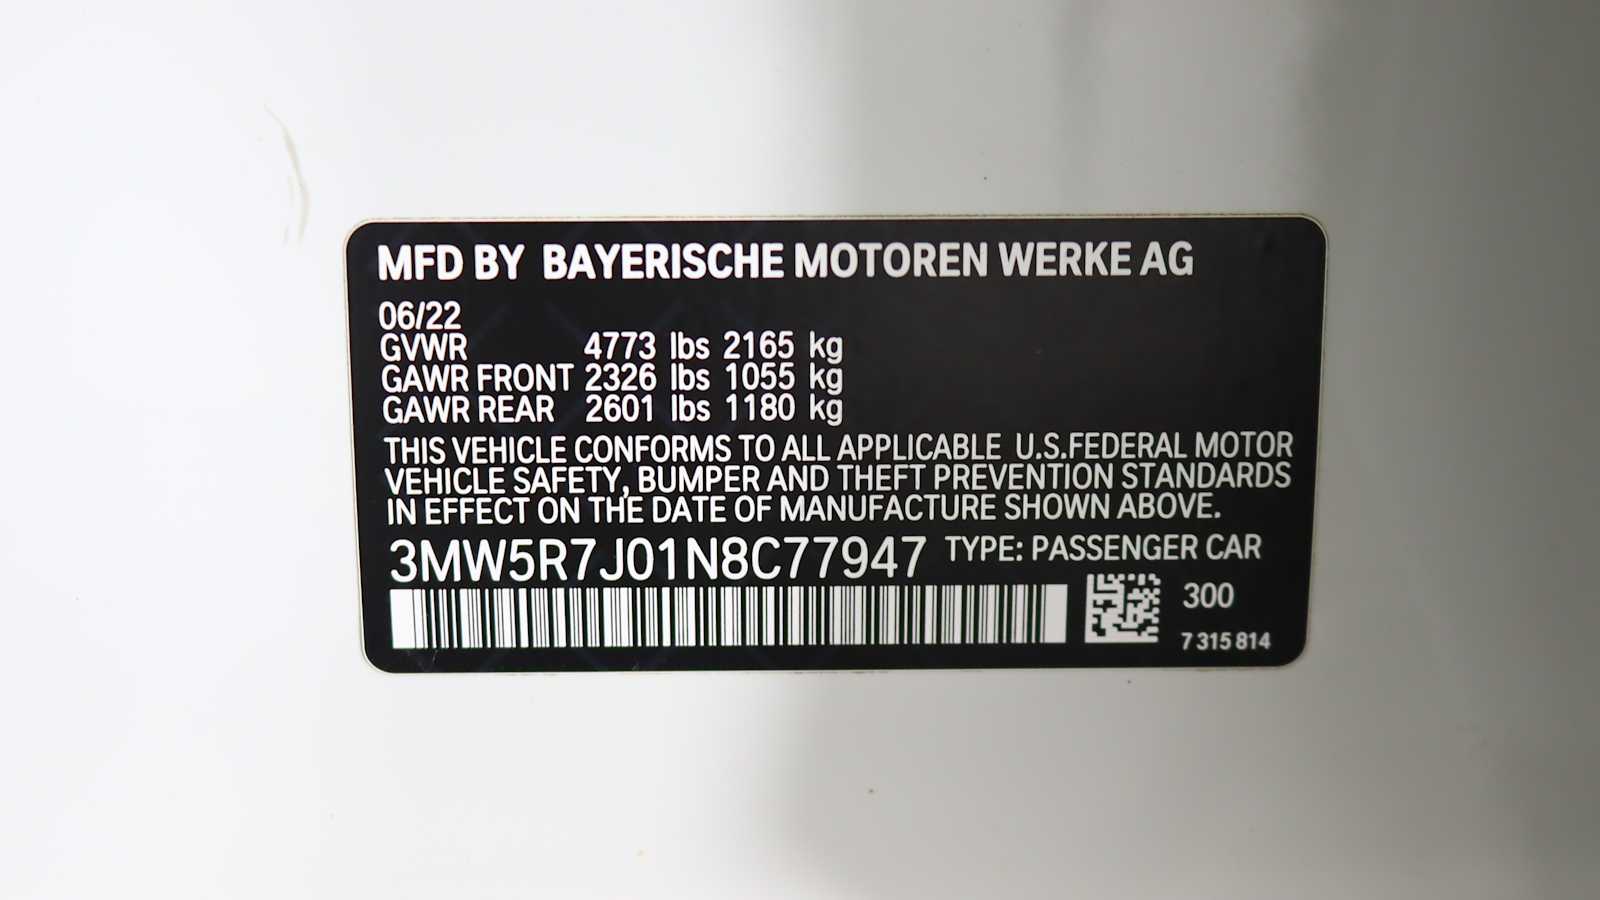 MFD BY BAYERISCHE MOTOREN WERKE AG
06/22
GVWR 4773 lbs 2165 kg
GAWR FRONT 2326 lbs 1055 kg
GAWR REAR 2601 lbs 1180 kg
THIS VEHICLE CONFORMS TO ALL APPLICABLE U.S.FEDERAL MOTOR
VEHICLE SAFETY, BUMPER AND THEFT PREVENTION STANDARDS
IN EFFECT ON THE DATE OF MANUFACTURE SHOWN ABOVE.
3MW5R7J01N8C77947 TYPE: PASSENGER CAR
300
7 315 814